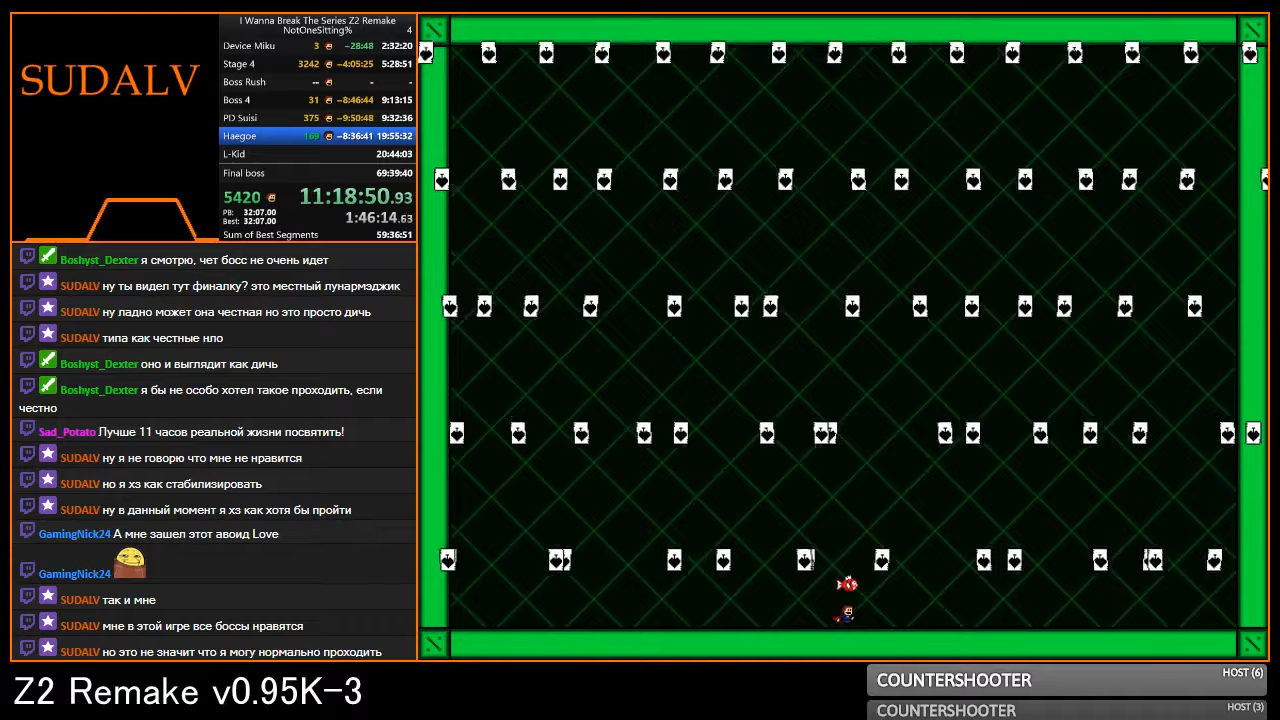 SUDALV
I Wanna Break The Series Z2 Remake
NotOneSitting% 4
Device Miku 3 −28:48 2:32:20
Stage 4 3242 −4:05:25 5:28:51
Boss Rush -- - -
Boss 4 31 −8:46:44 9:13:15
PD Suisi 375 −9:50:48 9:32:36
Haegoe 169 −8:36:41 19:55:32
L-Kid 20:44:03
Final boss 69:39:40
5420 11:18:50.93
PB: 32:07.00
Best: 32:07.00 1:46:14.63
Sum of Best Segments 59:36:51
Boshyst_Dexter я смотрю, чет босс не очень идет
SUDALV ну ты видел тут финалку? это местный лунармэджик
SUDALV ну ладно может она честная но это просто дичь
SUDALV типа как честные нло
Boshyst_Dexter оно и выглядит как дичь
Boshyst_Dexter я бы не особо хотел такое проходить, если
честно
Sad_Potato Лучше 11 часов реальной жизни посвятить!
SUDALV ну я не говорю что мне не нравится
SUDALV но я хз как стабилизировать
SUDALV ну в данный момент я хз как хотя бы пройти
GamingNick24 А мне зашел этот авоид Love
GamingNick24
SUDALV так и мне
SUDALV мне в этой игре все боссы нравятся
SUDALV но это не значит что я могу нормально проходить
Z2 Remake v0.95K-3
COUNTERSHOOTER HOST (6)
COUNTERSHOOTER HOST (3)